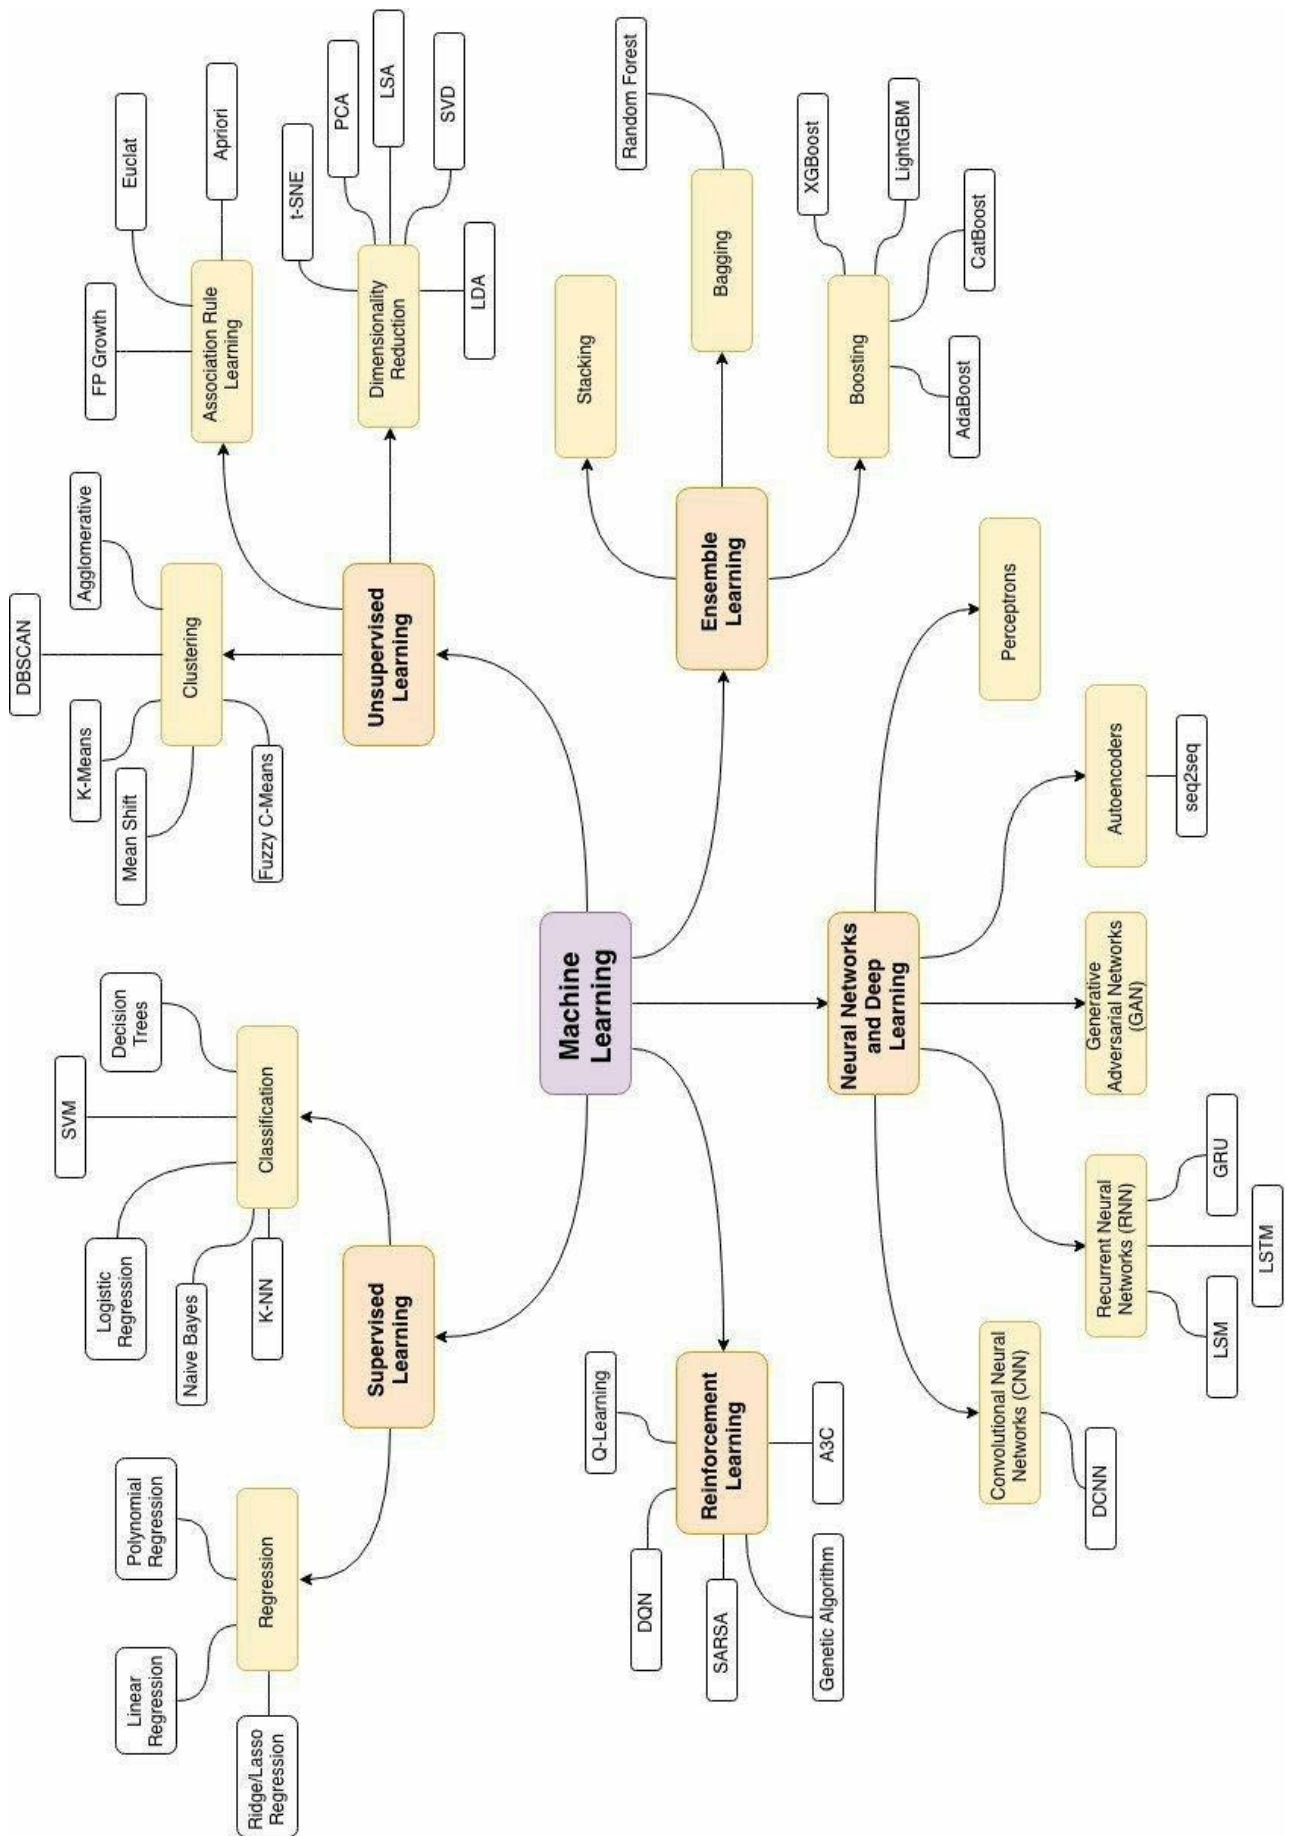 Ridge/Lasso
Regression
Linear
Regression
Polynomial
Regression
Regression
Logistic
Regression
Naive Bayes
K-NN
SVM
Decision
Trees
Classification
Supervised
Learning
Mean Shift
K-Means
DBSCAN
Agglomerative
Fuzzy C-Means
Clustering
FP Growth
Euclat
Apriori
Association Rule
Learning
t-SNE
PCA
LSA
SVD
LDA
Dimensionality
Reduction
Unsupervised
Learning
Machine
Learning
DQN
Q-Learning
SARSA
Genetic Algorithm
A3C
Reinforcement
Learning
Ensemble
Learning
Stacking
Bagging
Random Forest
Boosting
XGBoost
LightGBM
CatBoost
AdaBoost
Neural Networks
and Deep
Learning
Convolutional Neural
Networks (CNN)
DCNN
Recurrent Neural
Networks (RNN)
LSM
LSTM
GRU
Generative
Adversarial Networks
(GAN)
Autoencoders
seq2seq
Perceptrons